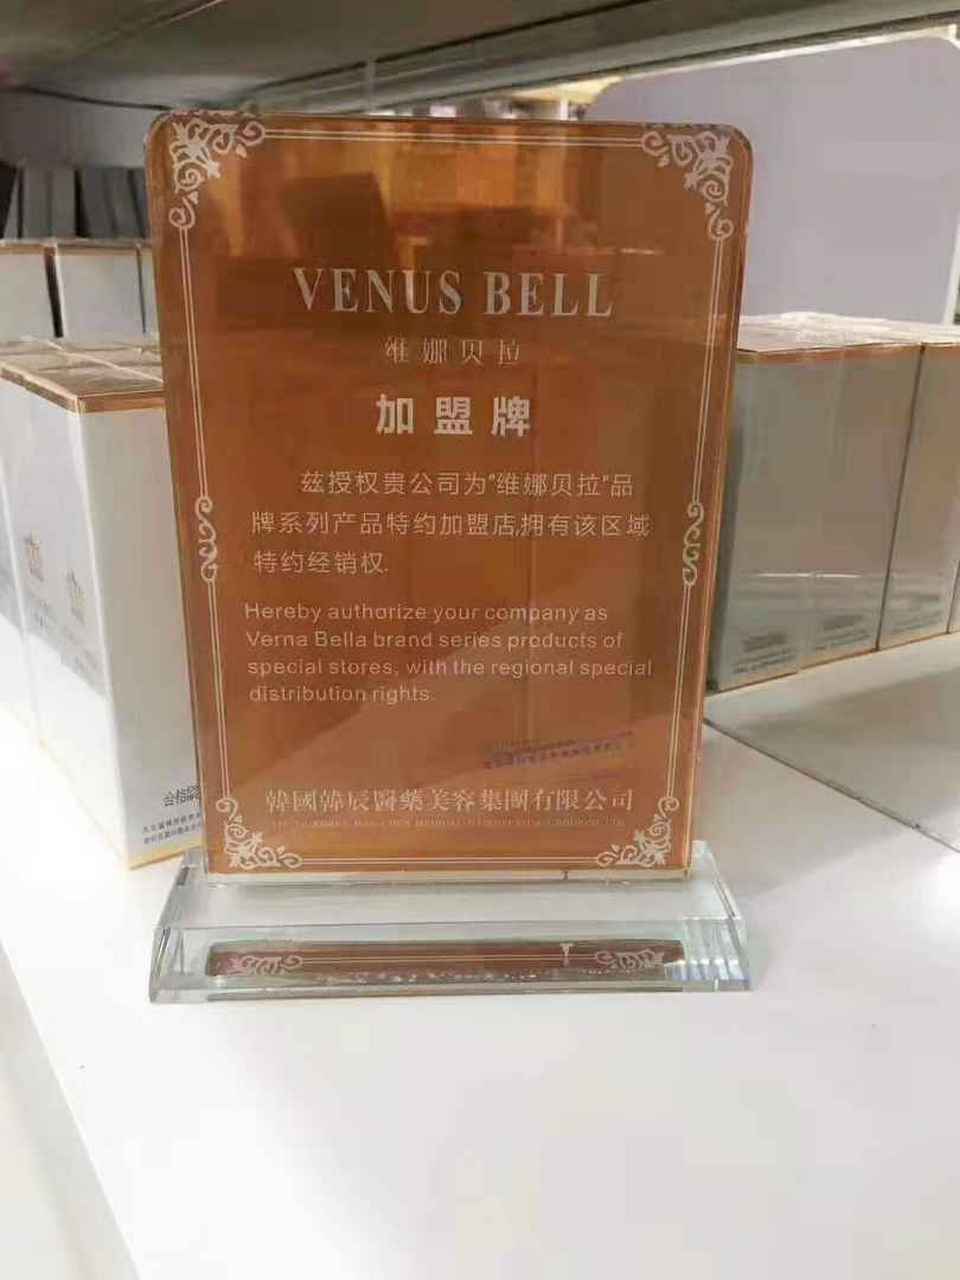 VENUS BELL
维娜贝拉
加盟牌
兹授权贵公司为"维娜贝拉"品
牌系列产品特约加盟店,拥有该区域
特约经销权.
Hereby authorize your company as
Verna Bella brand series products of
special stores, with the regional special
distribution rights.
韓國韓辰醫藥美容集團有限公司